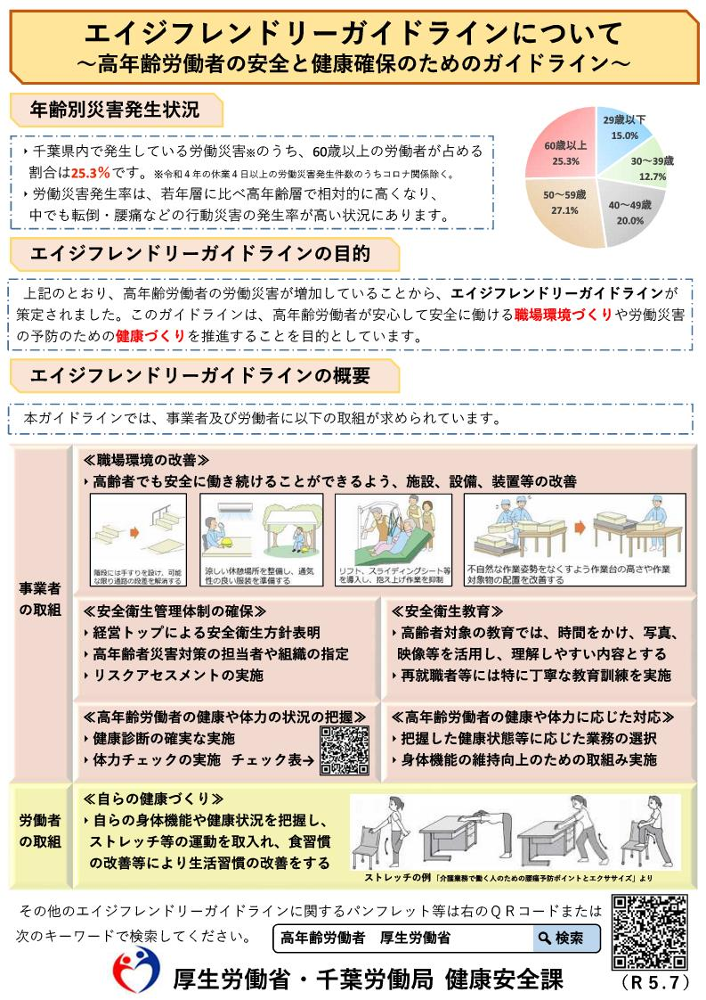 エイジフレンドリーガイドラインについて
～高年齢労働者の安全と健康確保のためのガイドライン～
年齢別災害発生状況
千葉県内で発生している労働災害※のうち、60歳以上の労働者が占める
割合は25.3％です。※令和４年の休業４日以上の労働災害発生件数のうちコロナ関係除く。
労働災害発生率は、若年層に比べ高年齢層で相対的に高くなり、
中でも転倒・腰痛などの行動災害の発生率が高い状況にあります。
29歳以下
15.0%
30～39歳
12.7%
40～49歳
20.0%
50～59歳
27.1%
60歳以上
25.3%
エイジフレンドリーガイドラインの目的
上記のとおり、高年齢労働者の労働災害が増加していることから、エイジフレンドリーガイドラインが
策定されました。このガイドラインは、高年齢労働者が安心して安全に働ける職場環境づくりや労働災害
の予防のための健康づくりを推進することを目的としています。
エイジフレンドリーガイドラインの概要
本ガイドラインでは、事業者及び労働者に以下の取組が求められています。
事業者
の取組
≪職場環境の改善≫
高齢者でも安全に働き続けることができるよう、施設、設備、装置等の改善
階段には手すりを設け、可能
な限り通路の段差を解消する
涼しい休憩場所を整備し、通気
性の良い服装を準備する
リフト、スライディングシート等
を導入し、抱え上げ作業を抑制
不自然な作業姿勢をなくすよう作業台の高さや作業
対象物の配置を改善する
≪安全衛生管理体制の確保≫
経営トップによる安全衛生方針表明
高年齢者災害対策の担当者や組織の指定
リスクアセスメントの実施
≪安全衛生教育≫
高齢者対象の教育では、時間をかけ、写真、
映像等を活用し、理解しやすい内容とする
再就職者等には特に丁寧な教育訓練を実施
≪高年齢労働者の健康や体力の状況の把握≫
健康診断の確実な実施
体力チェックの実施 チェック表→
≪高年齢労働者の健康や体力に応じた対応≫
把握した健康状態等に応じた業務の選択
身体機能の維持向上のための取組み実施
労働者
の取組
≪自らの健康づくり≫
自らの身体機能や健康状況を把握し、
ストレッチ等の運動を取入れ、食習慣
の改善等により生活習慣の改善をする
ストレッチの例「介護業務で働く人のための腰痛予防ポイントとエクササイズ」より
その他のエイジフレンドリーガイドラインに関するパンフレット等は右のＱＲコードまたは
次のキーワードで検索してください。
高年齢労働者 厚生労働省 検索
厚生労働省・千葉労働局 健康安全課
（R５.７）